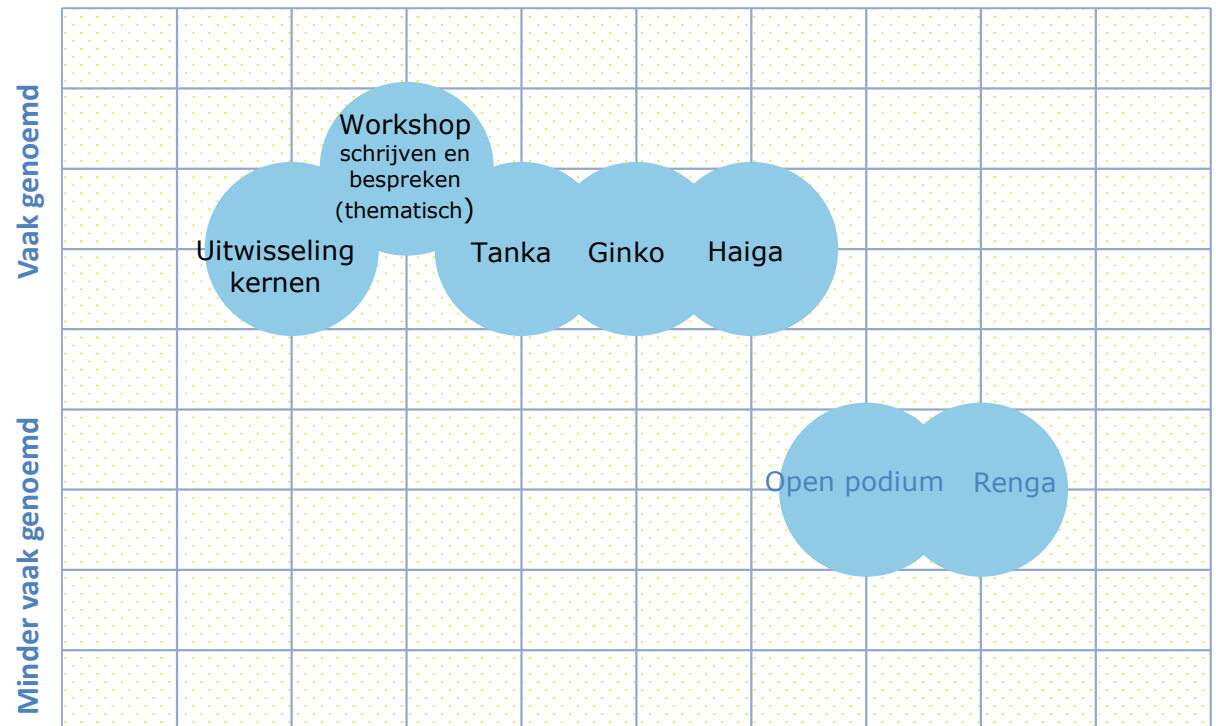 Vaak genoemd
Workshop
schrijven en
bespreken
(thematisch)
Uitwisseling
kernen
Tanka
Ginko
Haiga
Minder vaak genoemd
Open podium
Renga